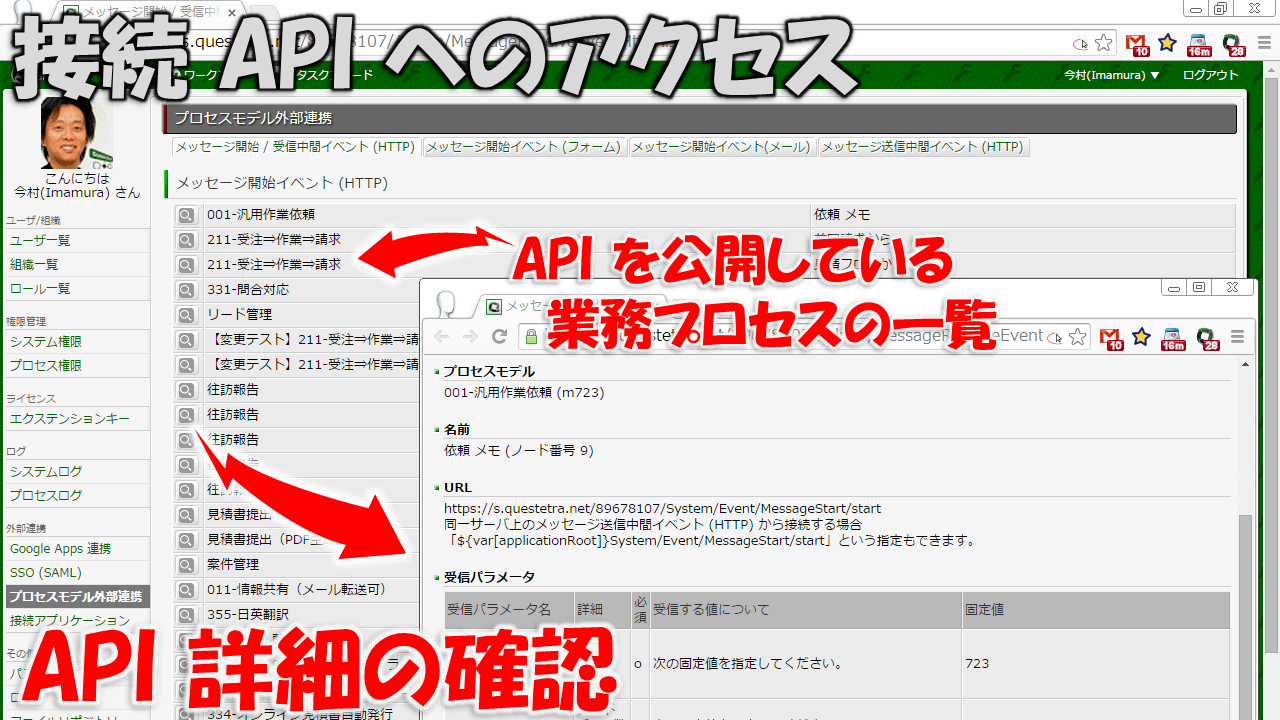 メッセージ開始 / 受信中
接続 API へのアクセス
タスク
今村(Imamura) ▼ ログアウト
10
16m
28
こんにちは
今村(Imamura) さん
ユーザ/組織
ユーザ一覧
組織一覧
ロール一覧
権限管理
システム権限
プロセス権限
ライセンス
エクステンションキー
ログ
システムログ
プロセスログ
外部連携
Google Apps 連携
SSO (SAML)
プロセスモデル外部連携
接続アプリケーション
その他
プロセスモデル外部連携
メッセージ開始 / 受信中間イベント (HTTP)
メッセージ開始イベント (フォーム)
メッセージ開始イベント(メール)
メッセージ送信中間イベント (HTTP)
メッセージ開始イベント (HTTP)
001-汎用作業依頼 依頼 メモ
211-受注⇒作業⇒請求
211-受注⇒作業⇒請求
331-問合対応
リード管理
【変更テスト】211-受注⇒作業⇒請
【変更テスト】211-受注⇒作業⇒請
往訪報告
往訪報告
往訪報告
見積書提出
見積書提出（PDF
案件管理
011-情報共有（メール転送可）
355-日英翻訳
334-オンライン見積書自動発行
API を公開している
業務プロセスの一覧
メッセ
10
16m
28
プロセスモデル
001-汎用作業依頼 (m723)
名前
依頼 メモ (ノード番号 9)
URL
https://s.questetra.net/89678107/System/Event/MessageStart/start
同一サーバ上のメッセージ送信中間イベント (HTTP) から接続する場合
「${var[applicationRoot]}System/Event/MessageStart/start」という指定もできます。
受信パラメータ
受信パラメータ名 詳細 必須 受信する値について 固定値
o 次の固定値を指定してください。 723
API 詳細の確認